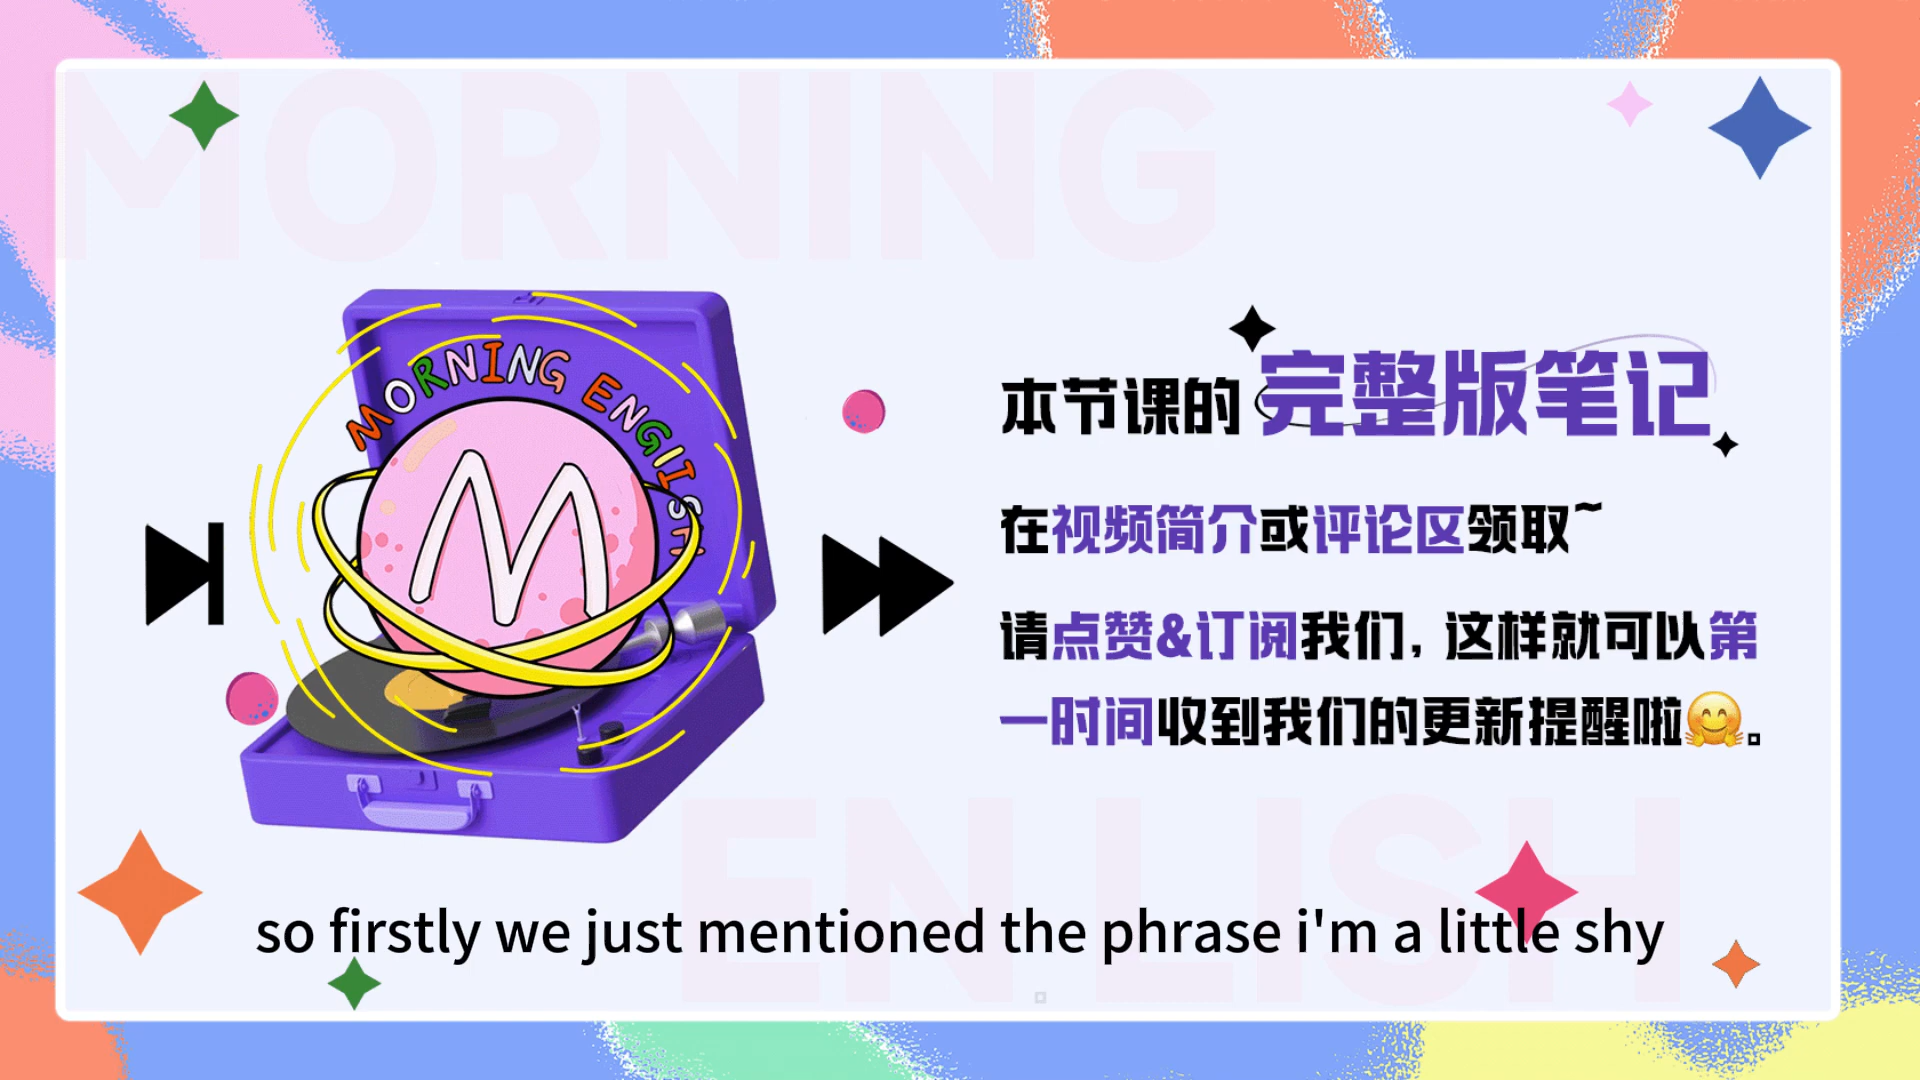 MORNING
MORNING ENGLISH
M
本节课的完整版笔记
在视频简介或评论区领取~
请点赞&订阅我们，这样就可以第
一时间收到我们的更新提醒啦🤗。
EN LISH
so firstly we just mentioned the phrase i'm a little shy